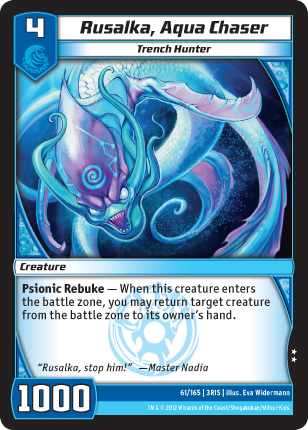 4
Rusalka, Aqua Chaser
Trench Hunter
Creature
Psionic Rebuke — When this creature enters
the battle zone, you may return target creature
from the battle zone to its owner's hand.
"Rusalka, stop him!" —Master Nadia
1000
61/165 | 3RIS | illus. Eva Widermann
TM & © 2012 Wizards of the Coast/Shogakukan/Mitsui-Kids